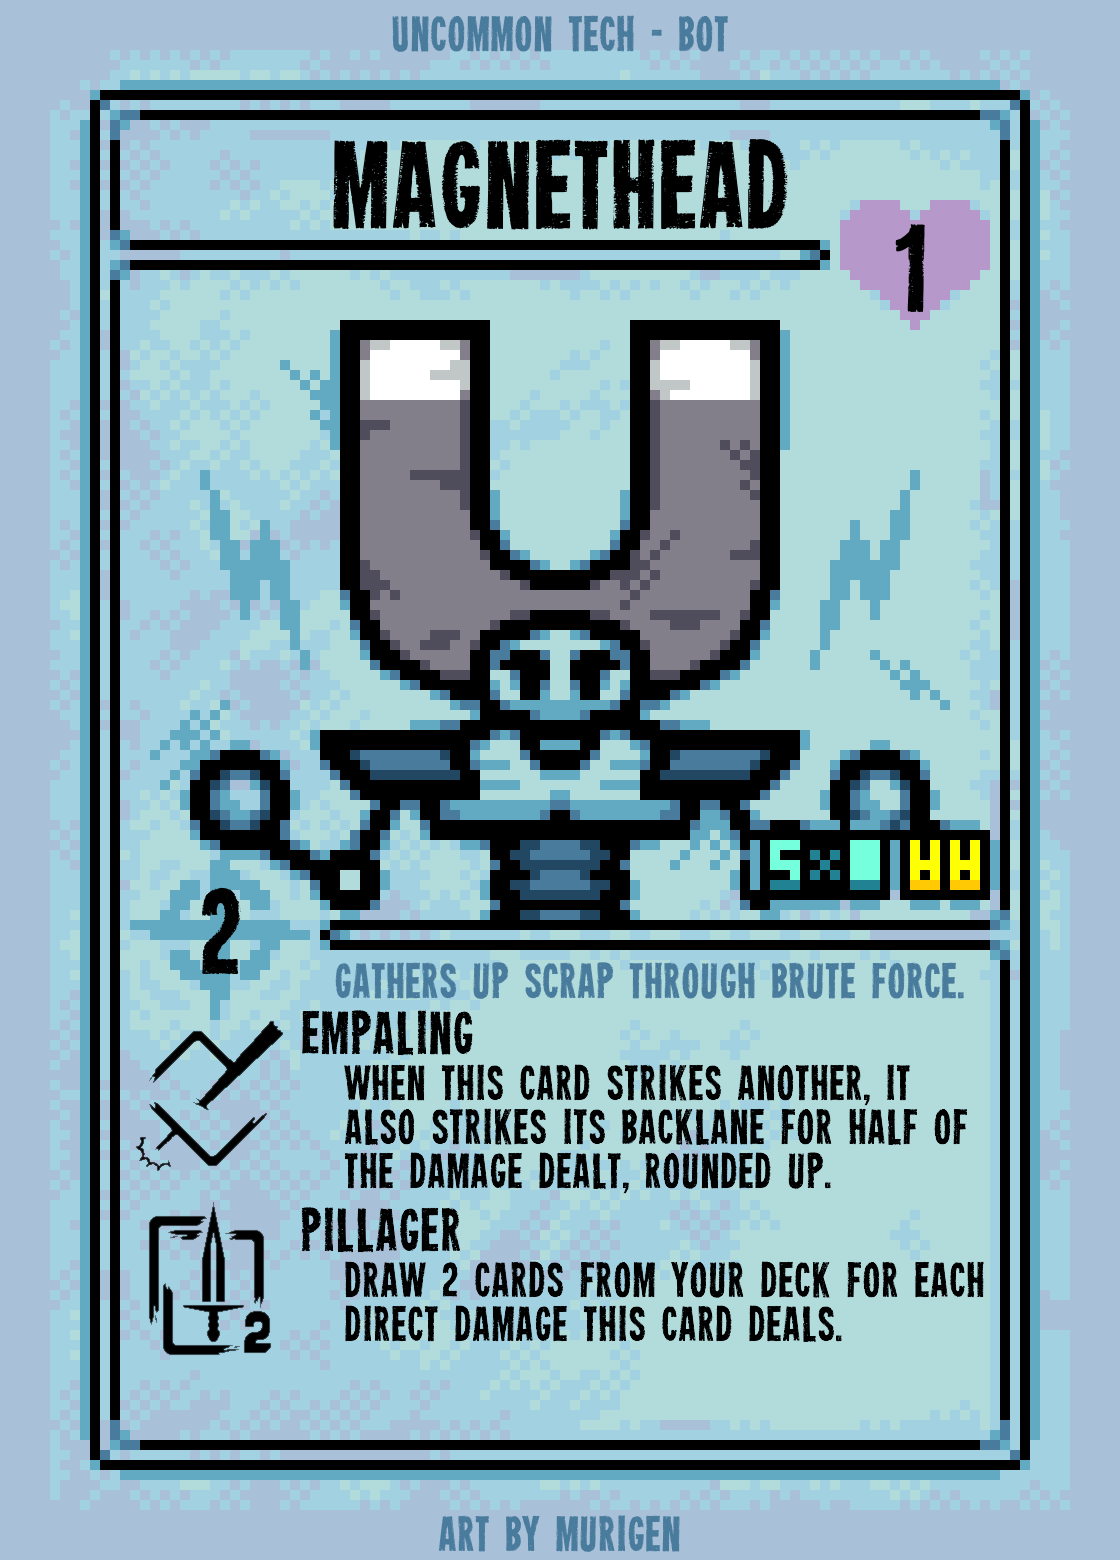 UNCOMMON TECH - BOT
MAGNETHEAD
1
2
GATHERS UP SCRAP THROUGH BRUTE FORCE.
EMPALING
WHEN THIS CARD STRIKES ANOTHER, IT
ALSO STRIKES ITS BACKLANE FOR HALF OF
THE DAMAGE DEALT, ROUNDED UP.
PILLAGER
DRAW 2 CARDS FROM YOUR DECK FOR EACH
DIRECT DAMAGE THIS CARD DEALS.
2
ART BY MURIGEN